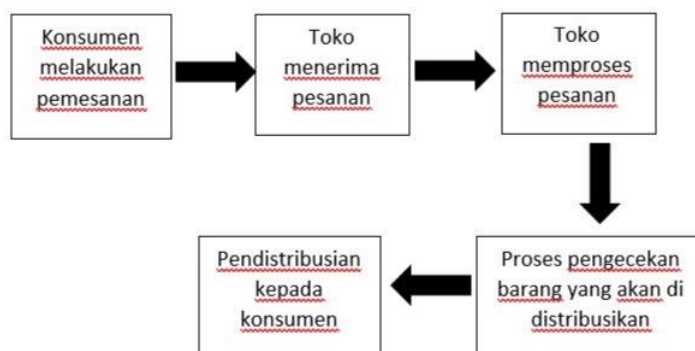 Konsumen
melakukan
pemesanan
Toko
menerima
pesanan
Toko
memproses
pesanan
Proses pengecekan
barang yang akan di
distribusikan
Pendistribusian
kepada
konsumen